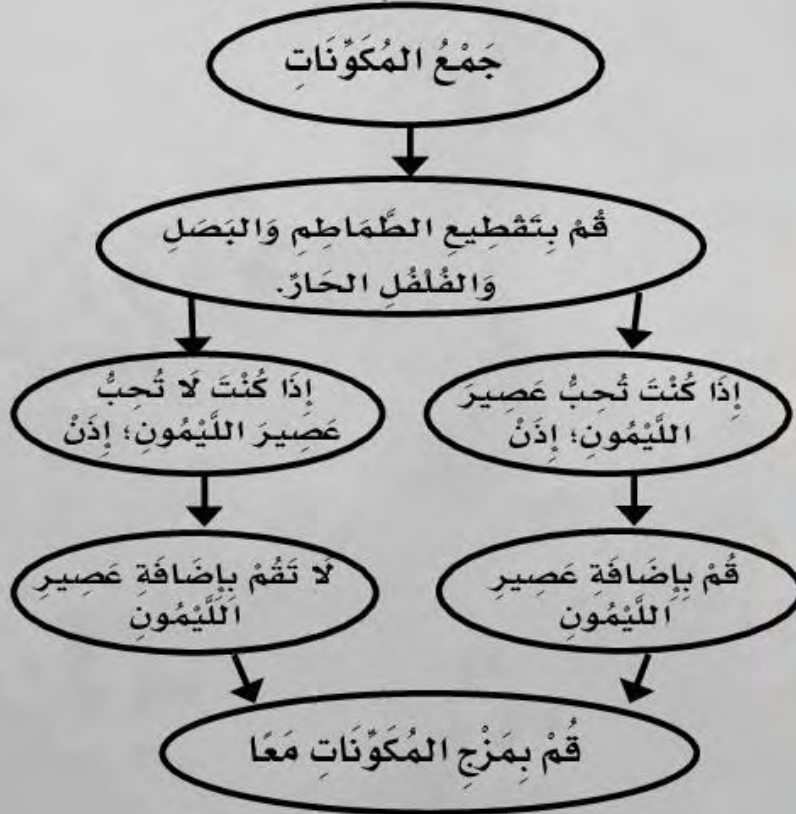 جَمْعُ المُكَوِّنَاتِ
قُمْ بِتَقْطِيعِ الطَّمَاطِمِ وَالبَصَلِ
وَالفُلْفُلِ الحَارِّ.
إِذَا كُنْتَ تُحِبُّ عَصِيرَ
اللَّيْمُونِ؛ إِذَنْ
إِذَا كُنْتَ لَا تُحِبُّ
عَصِيرَ اللَّيْمُونِ؛ إِذَنْ
قُمْ بِإِضَافَةِ عَصِيرِ
اللَّيْمُونِ
لَا تَقُمْ بِإِضَافَةِ عَصِيرِ
اللَّيْمُونِ
قُمْ بِمَزْجِ المُكَوِّنَاتِ مَعًا